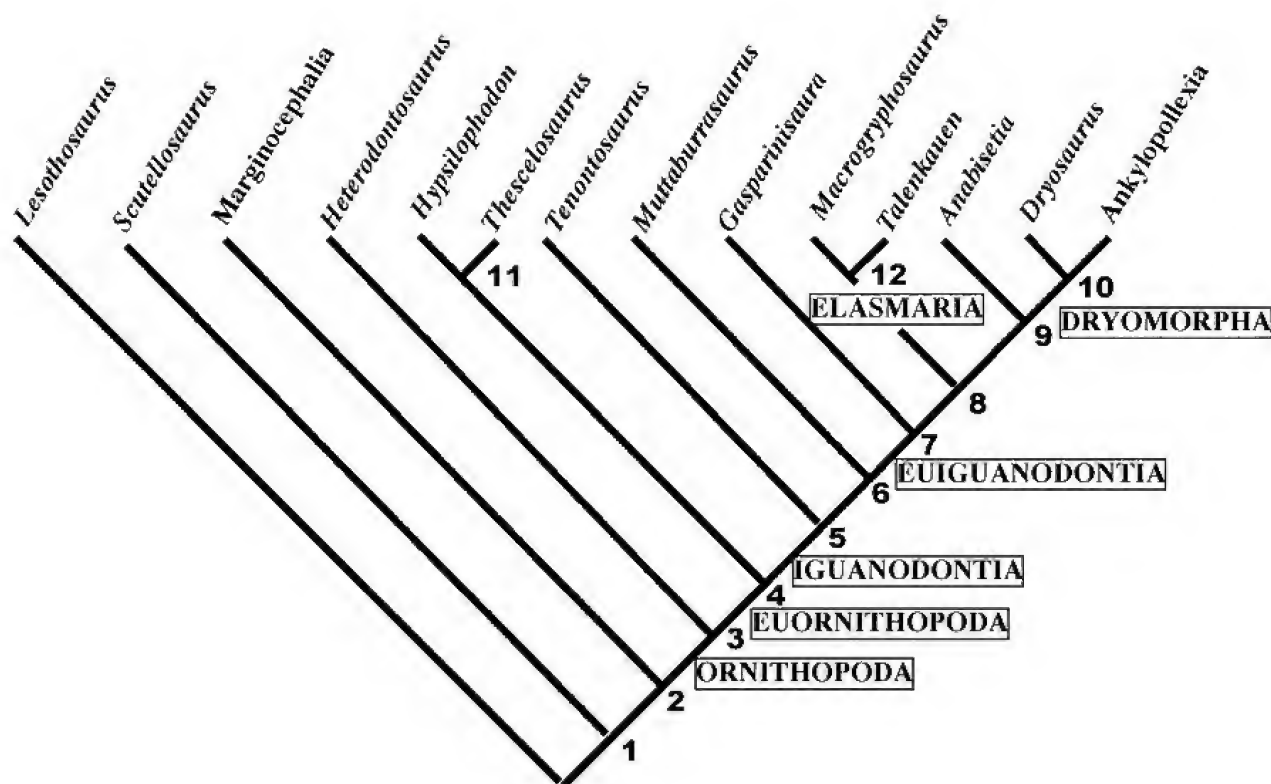 Lesothosaurus
Scutellosaurus
Marginocephalia
Heterodontosaurus
Hypsilophodon
Thescelosaurus
Tenontosaurus
Muttaburrasaurus
Gasparinisaura
Macrogryphosaurus
Talenkauen
Anabisetia
Dryosaurus
Ankylopollexia
11
12
10
ELASMARIA
9
DRYOMORPHA
8
7
EUIGUANODONTIA
6
5
IGUANODONTIA
4
EUORNITHOPODA
3
ORNITHOPODA
2
1